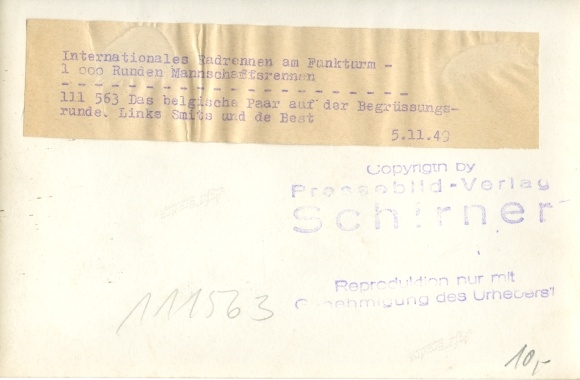 Internationales Radrennen am Funkturm -
1 000 Runden Mannschaftsrennen
- - - - - - - - - - - - - - - - - - - - - -
111 563 Das belgische Paar auf der Begrüssungs-
runde. Links Smits und de Best
5.11.49
Copyrigth by
Pressebild-Verlag
Schirner
Reproduktion nur mit
Genehmigung des Urhebers!
111563
10,-